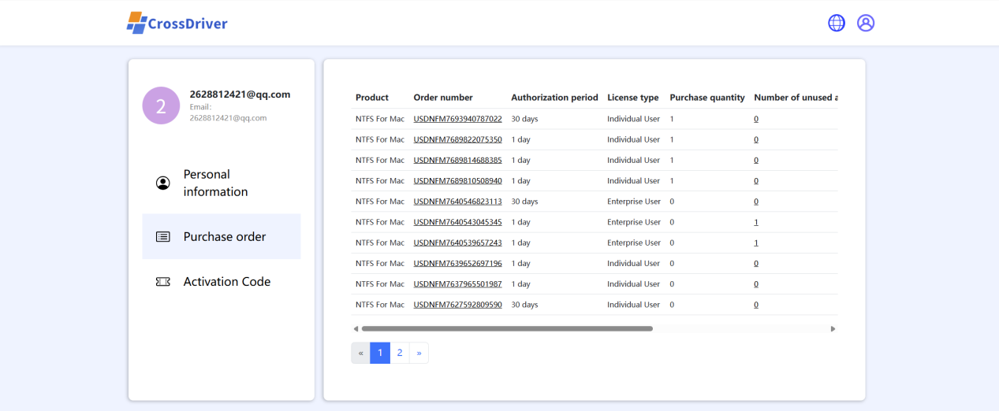 CrossDriver
2
2628812421@qq.com
Email:
2628812421@qq.com
Personal
information
Purchase order
Activation Code
Product Order number Authorization period License type Purchase quantity Number of unused a
NTFS For Mac USDNFM7693940787022 30 days Individual User 1 0
NTFS For Mac USDNFM7689822075350 1 day Individual User 1 0
NTFS For Mac USDNFM7689814688385 1 day Individual User 1 0
NTFS For Mac USDNFM7689810508940 1 day Individual User 1 0
NTFS For Mac USDNFM7640546823113 30 days Enterprise User 0 0
NTFS For Mac USDNFM7640543045345 1 day Enterprise User 0 1
NTFS For Mac USDNFM7640539657243 1 day Enterprise User 0 1
NTFS For Mac USDNFM7639652697196 1 day Individual User 0 0
NTFS For Mac USDNFM7637965501987 1 day Individual User 0 0
NTFS For Mac USDNFM7627592809590 30 days Individual User 0 0
« 1 2 »